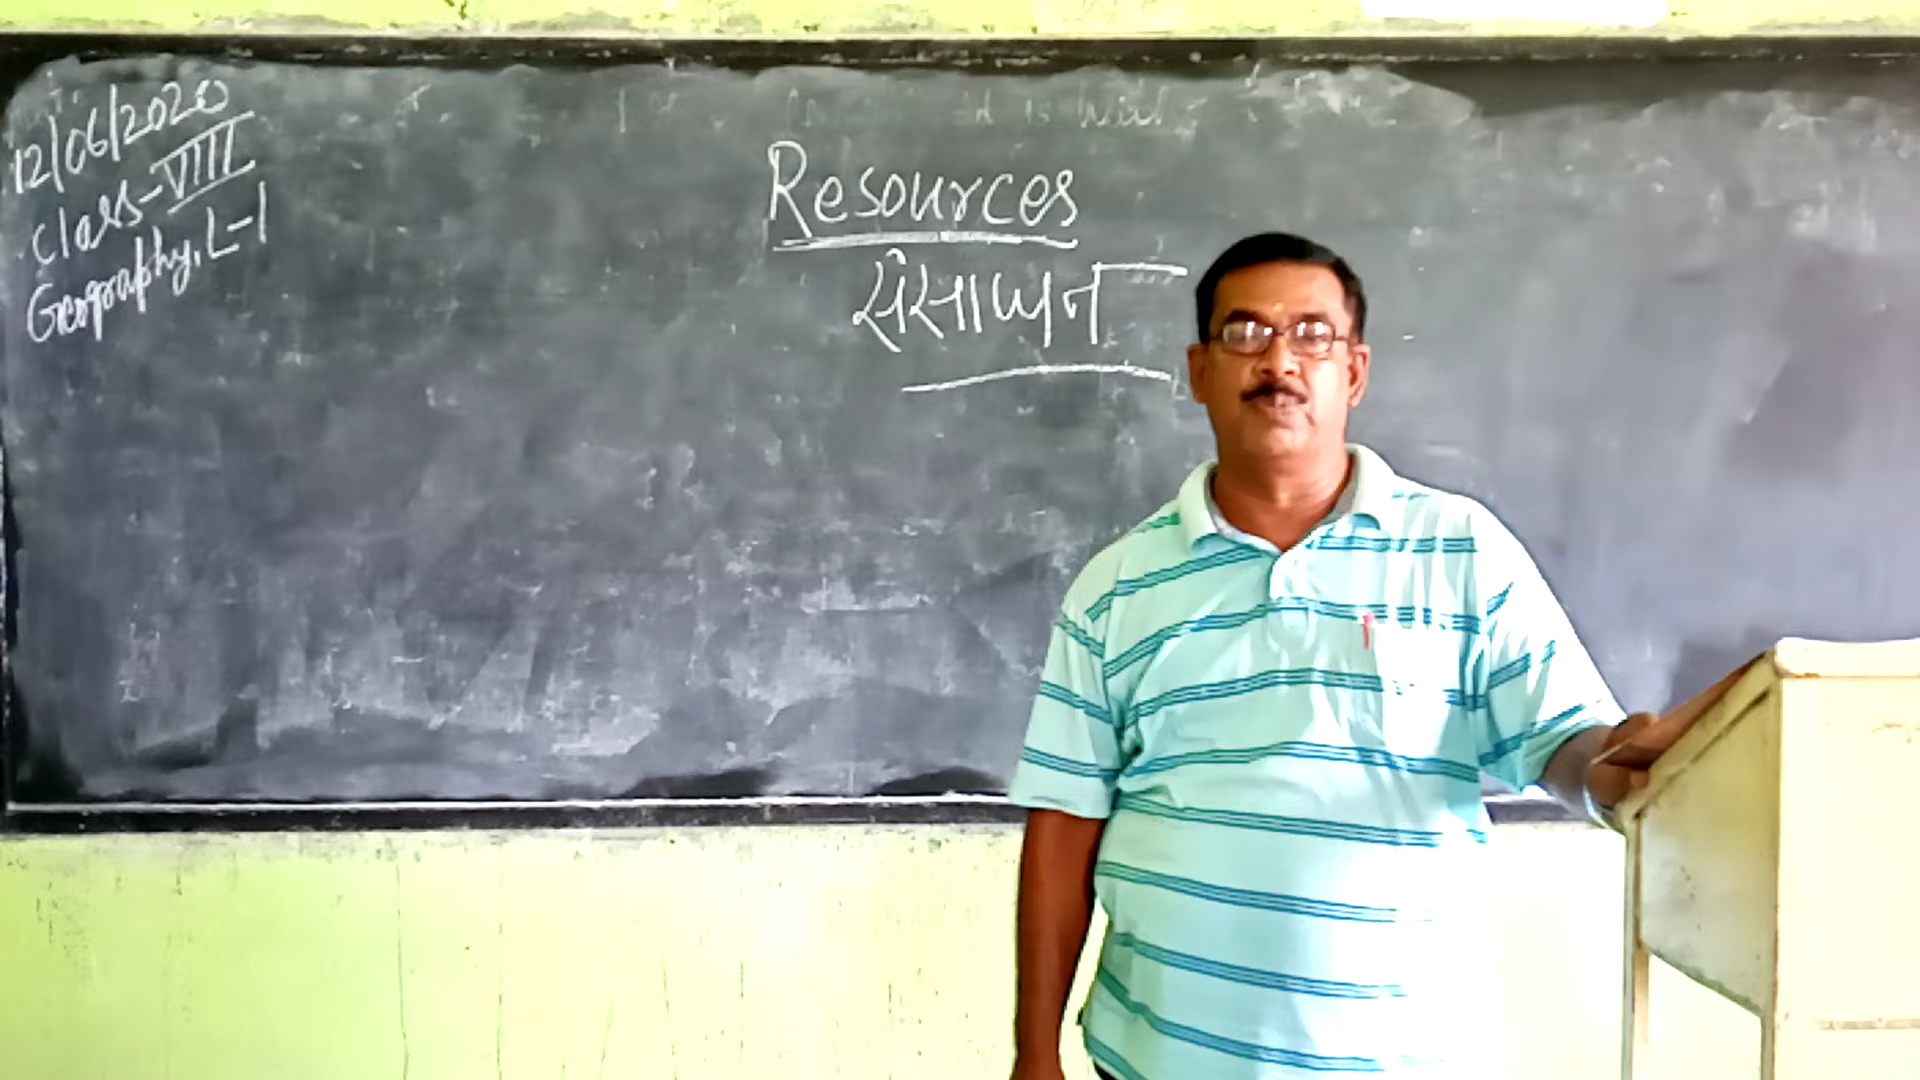 12/06/2020
Class-VIII
Geography, L-1
Resources
संसाधन